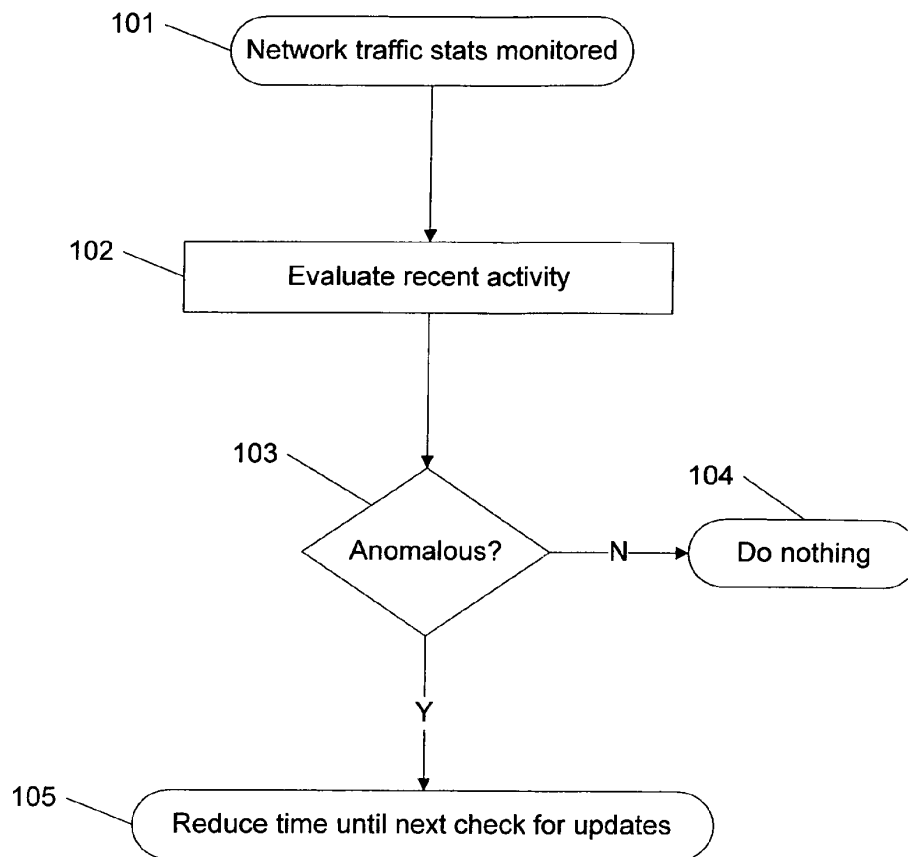 101
Network traffic stats monitored
102
Evaluate recent activity
103
Anomalous?
N
104
Do nothing
Y
105
Reduce time until next check for updates